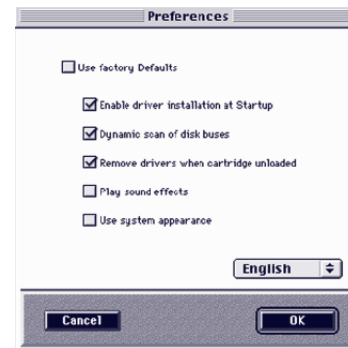 Preferences
Use factory Defaults
Enable driver installation at Startup
Dynamic scan of disk buses
Remove drivers when cartridge unloaded
Play sound effects
Use system appearance
English
Cancel
OK